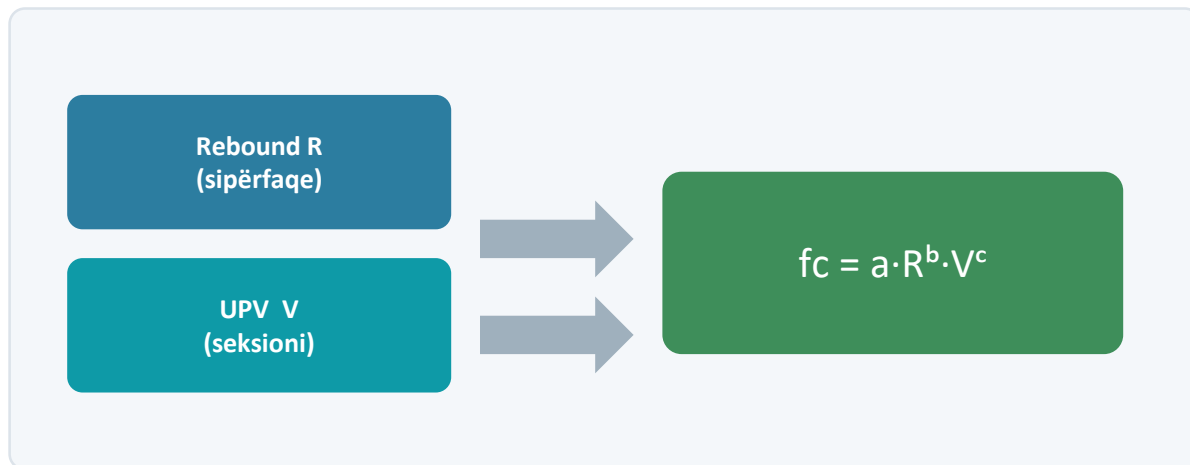 Rebound R
(sipërfaqe)
UPV V
(seksioni)
fc = a·Rᵇ·Vᶜ